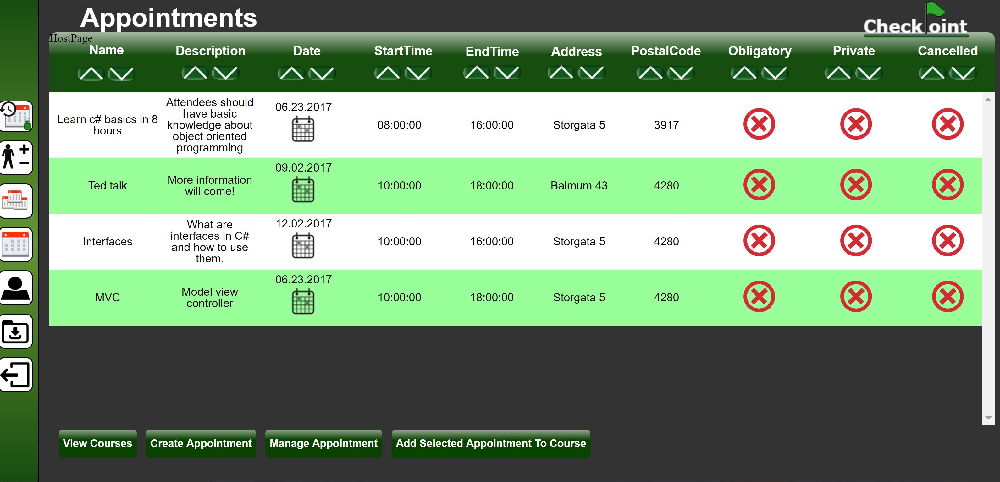 Appointments
CheckPoint
HostPage
Name Description Date StartTime EndTime Address PostalCode Obligatory Private Cancelled
Learn c# basics in 8
hours
Attendees should
have basic
knowledge about
object oriented
programming
06.23.2017
08:00:00
16:00:00
Storgata 5
3917
Ted talk
More information
will come!
09.02.2017
10:00:00
18:00:00
Balmum 43
4280
Interfaces
What are
interfaces in C#
and how to use
them.
12.02.2017
10:00:00
16:00:00
Storgata 5
4280
MVC
Model view
controller
06.23.2017
10:00:00
18:00:00
Storgata 5
4280
View Courses
Create Appointment
Manage Appointment
Add Selected Appointment To Course